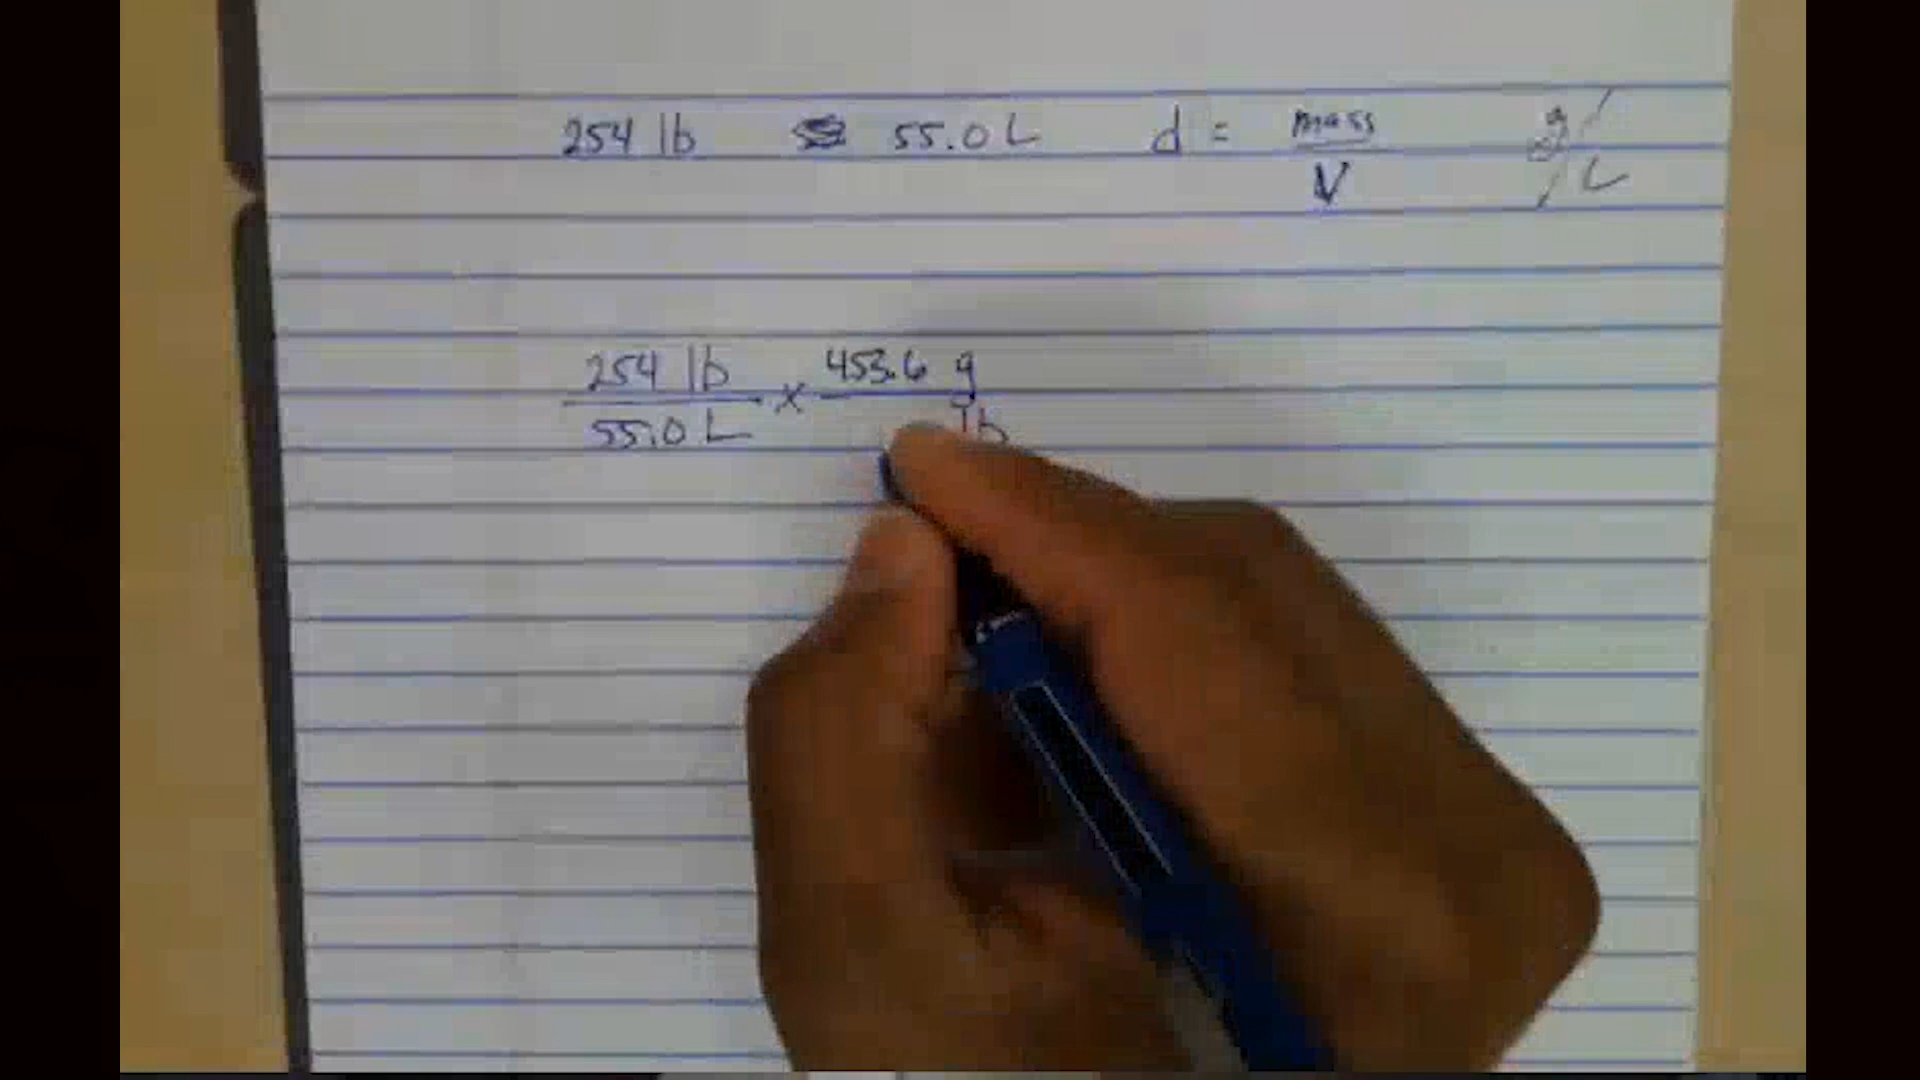 254 lb 55.0 L d = mass / V g / L
254 lb / 55.0 L x 453.6 g / lb